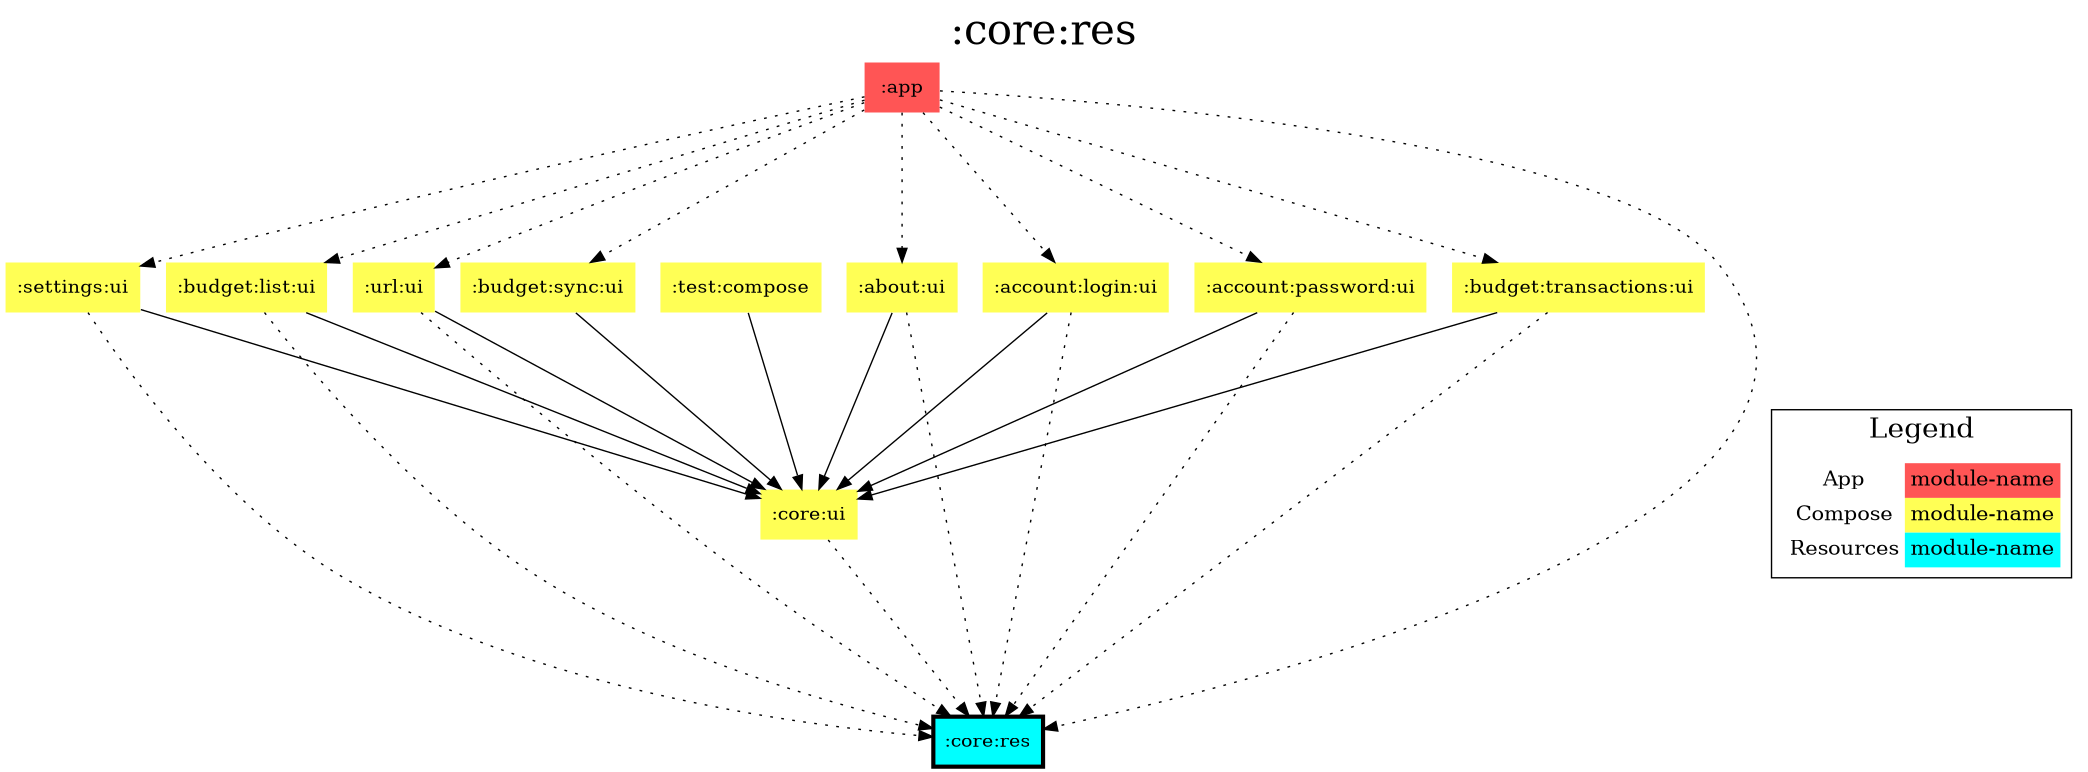 :core:res
:app
:settings:ui
:budget:list:ui
:url:ui
:budget:sync:ui
:test:compose
:about:ui
:account:login:ui
:account:password:ui
:budget:transactions:ui
:core:ui
:core:res
Legend
App module-name
Compose module-name
Resources module-name